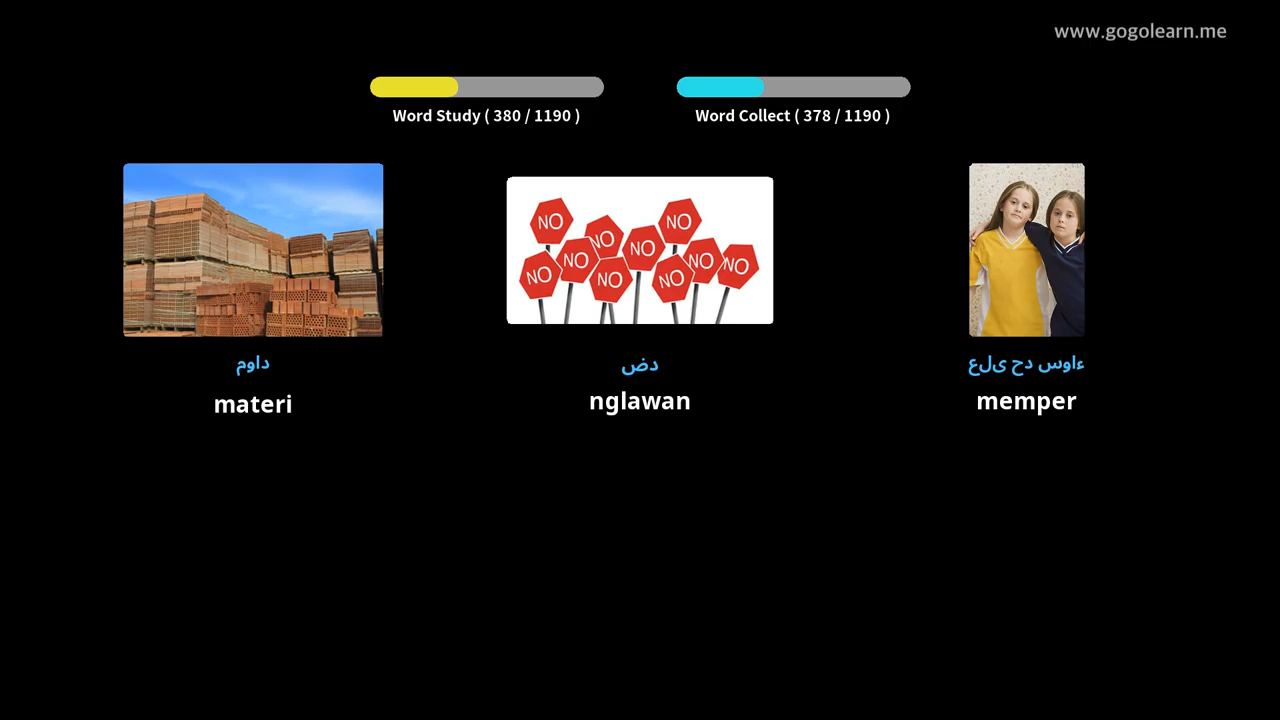 www.gogolearn.me
Word Study ( 380 / 1190 )
Word Collect ( 378 / 1190 )
داوم
دض
ءاوس دح ىلع
materi
nglawan
memper
NO
NO
NO
NO
NO
NO
NO
NO
NO
NO